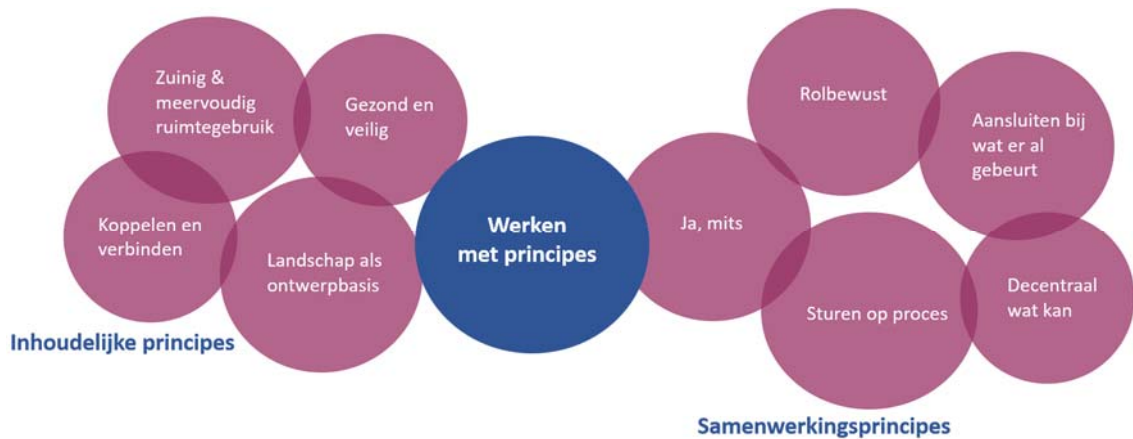 Zuinig &
meervoudig
ruimtegebruik
Gezond en
veilig
Koppelen en
verbinden
Landschap als
ontwerpbasis
Inhoudelijke principes
Werken
met principes
Ja, mits
Rolbewust
Aansluiten bij
wat er al
gebeurt
Sturen op proces
Decentraal
wat kan
Samenwerkingsprincipes